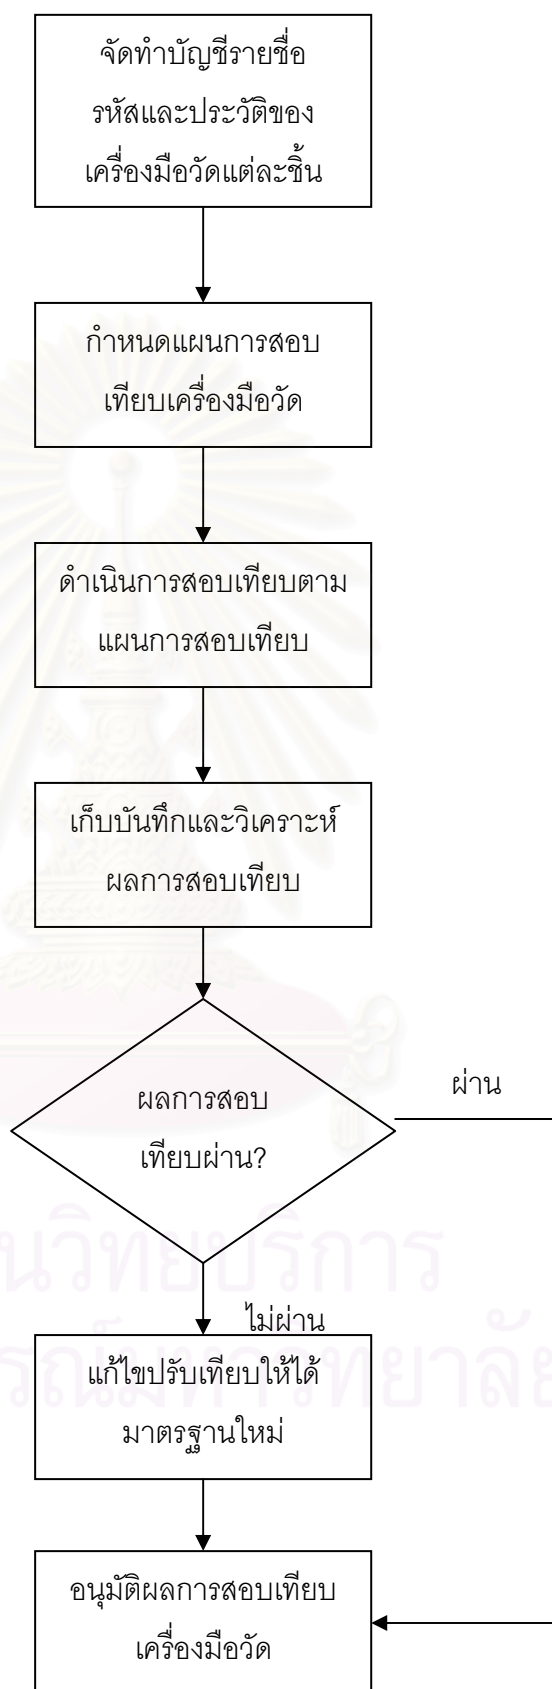 จัดทำบัญชีรายชื่อ
รหัสและประวัติของ
เครื่องมือวัดแต่ละชิ้น
กำหนดแผนการสอบ
เทียบเครื่องมือวัด
ดำเนินการสอบเทียบตาม
แผนการสอบเทียบ
เก็บบันทึกและวิเคราะห์
ผลการสอบเทียบ
ผลการสอบ
เทียบผ่าน?
ผ่าน
ไม่ผ่าน
แก้ไขปรับเทียบให้ได้
มาตรฐานใหม่
อนุมัติผลการสอบเทียบ
เครื่องมือวัด